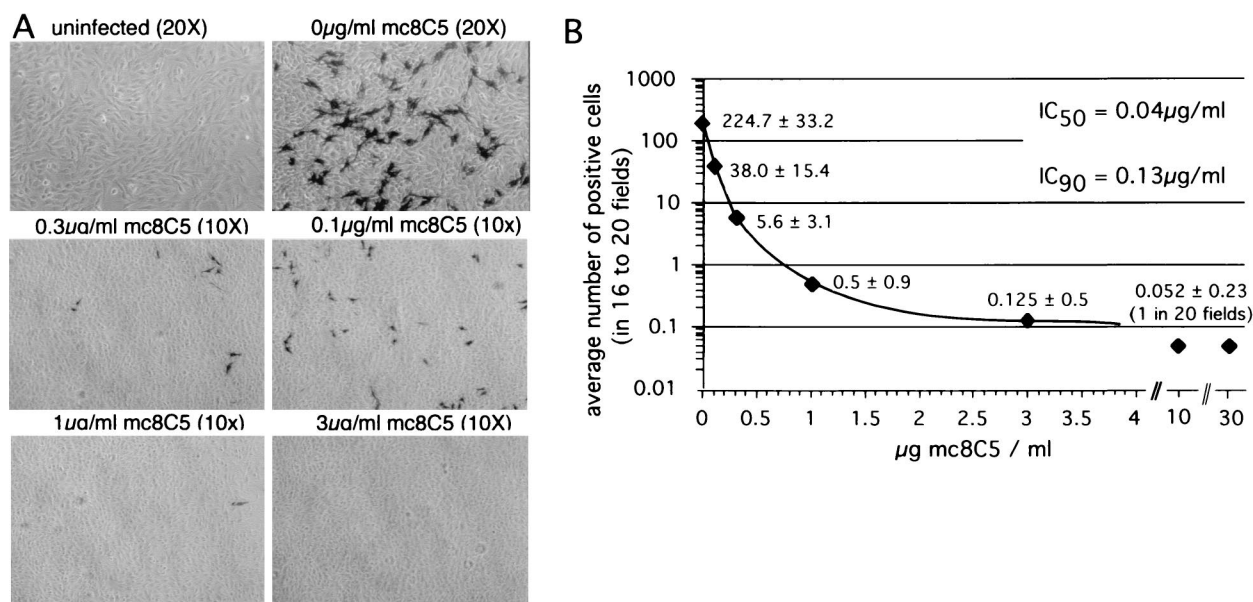 A
uninfected (20X)
0µg/ml mc8C5 (20X)
0.3µg/ml mc8C5 (10X)
0.1µg/ml mc8C5 (10x)
1µg/ml mc8C5 (10x)
3µg/ml mc8C5 (10X)
B
average number of positive cells
(in 16 to 20 fields)
1000
100
10
1
0.1
0.01
224.7 ± 33.2
38.0 ± 15.4
5.6 ± 3.1
0.5 ± 0.9
0.125 ± 0.5
0.052 ± 0.23
(1 in 20 fields)
IC50 = 0.04µg/ml
IC90 = 0.13µg/ml
0 0.5 1 1.5 2 2.5 3 3.5 4 // 10 // 30
µg mc8C5 / ml